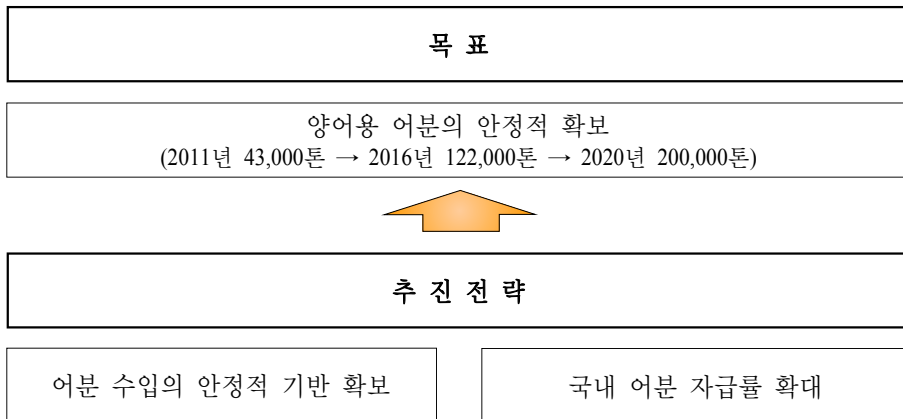 목 표
양어용 어분의 안정적 확보
(2011년 43,000톤 → 2016년 122,000톤 → 2020년 200,000톤)
추 진 전 략
어분 수입의 안정적 기반 확보
국내 어분 자급률 확대